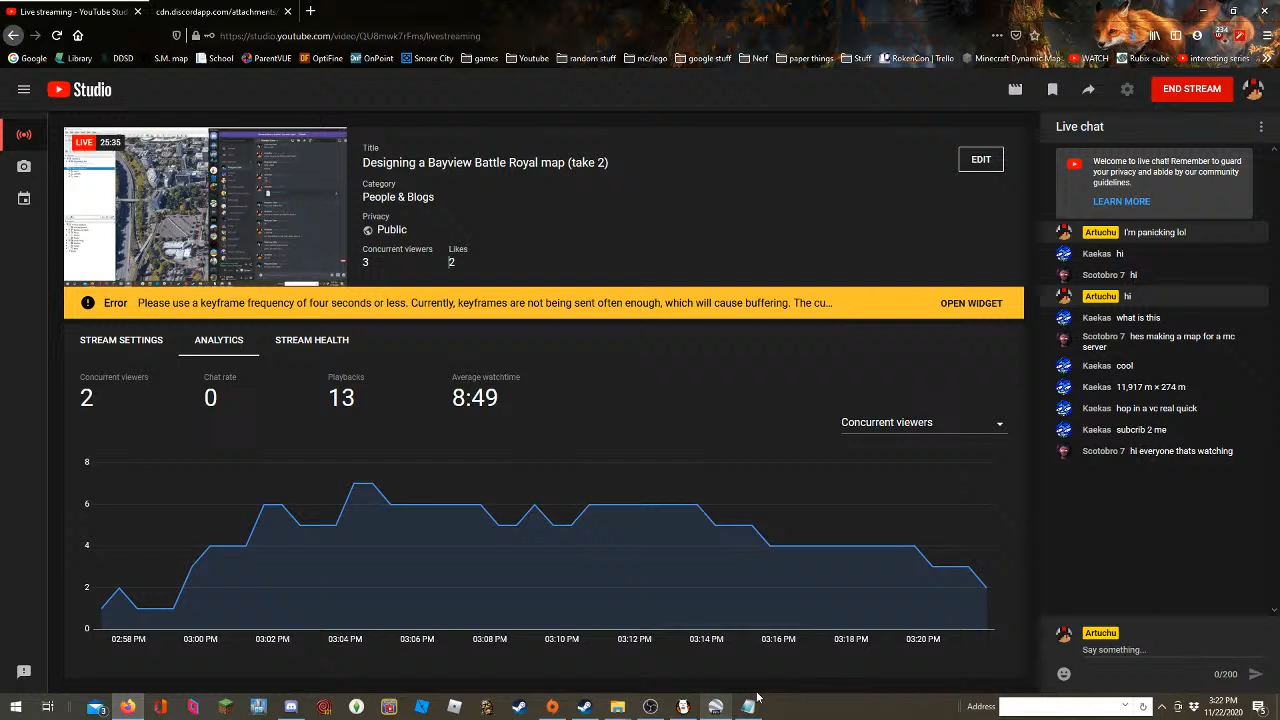 Live streaming - YouTube Stud
cdn.discordapp.com/attachments/
https://studio.youtube.com/video/QU8mwk7rFms/livestreaming
234
Google Library DDSD S.M. map School ParentVUE OptiFine Point Smore City games Youtube random stuff mc/lego google stuff Nerf paper things Stuff RokenCon | Trello Minecraft Dynamic Map WATCH Rubix cube interesting series
Studio
END STREAM
LIVE 25:35
Title
Designing a Bayview Battle Royal map (take 2)
EDIT
Category
People & Blogs
Privacy
Public
Concurrent viewers Likes
3 2
Error Please use a keyframe frequency of four seconds or less. Currently, keyframes are not being sent often enough, which will cause buffering. The cu...
OPEN WIDGET
STREAM SETTINGS ANALYTICS STREAM HEALTH
Concurrent viewers Chat rate Playbacks Average watchtime
2 0 13 8:49
Concurrent viewers
8
6
4
2
0
02:58 PM 03:00 PM 03:02 PM 03:04 PM 03:06 PM 03:08 PM 03:10 PM 03:12 PM 03:14 PM 03:16 PM 03:18 PM 03:20 PM
Live chat
Welcome to live chat! Remember to guard
your privacy and abide by our community
guidelines.
LEARN MORE
Artuchu I'm panicking lol
Kaekas hi
Scotobro 7 hi
Artuchu hi
Kaekas what is this
Scotobro 7 hes making a map for a mc
server
Kaekas cool
Kaekas 11,917 m × 274 m
Kaekas hop in a vc real quick
Kaekas subcrib 2 me
Scotobro 7 hi everyone thats watching
Artuchu
Say something...
0/200
3
Address
3:22 PM
11/22/2020